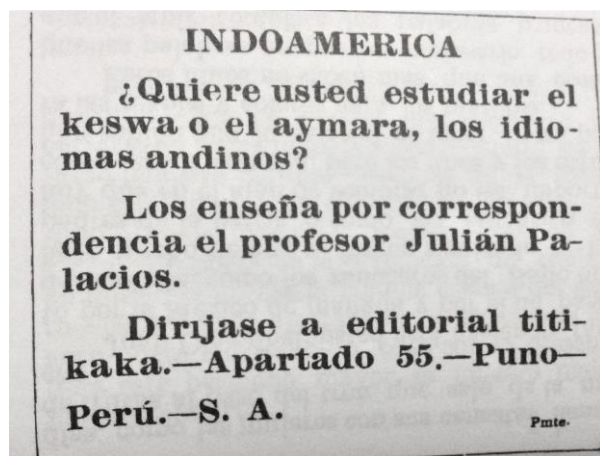 INDOAMERICA
¿Quiere usted estudiar el
keswa o el aymara, los idio-
mas andinos?
Los enseña por correspon-
dencia el profesor Julián Pa-
lacios.
Dirıjase a editorial titi-
kaka.—Apartado 55.—Puno—
Perú.—S. A.
Pmte.